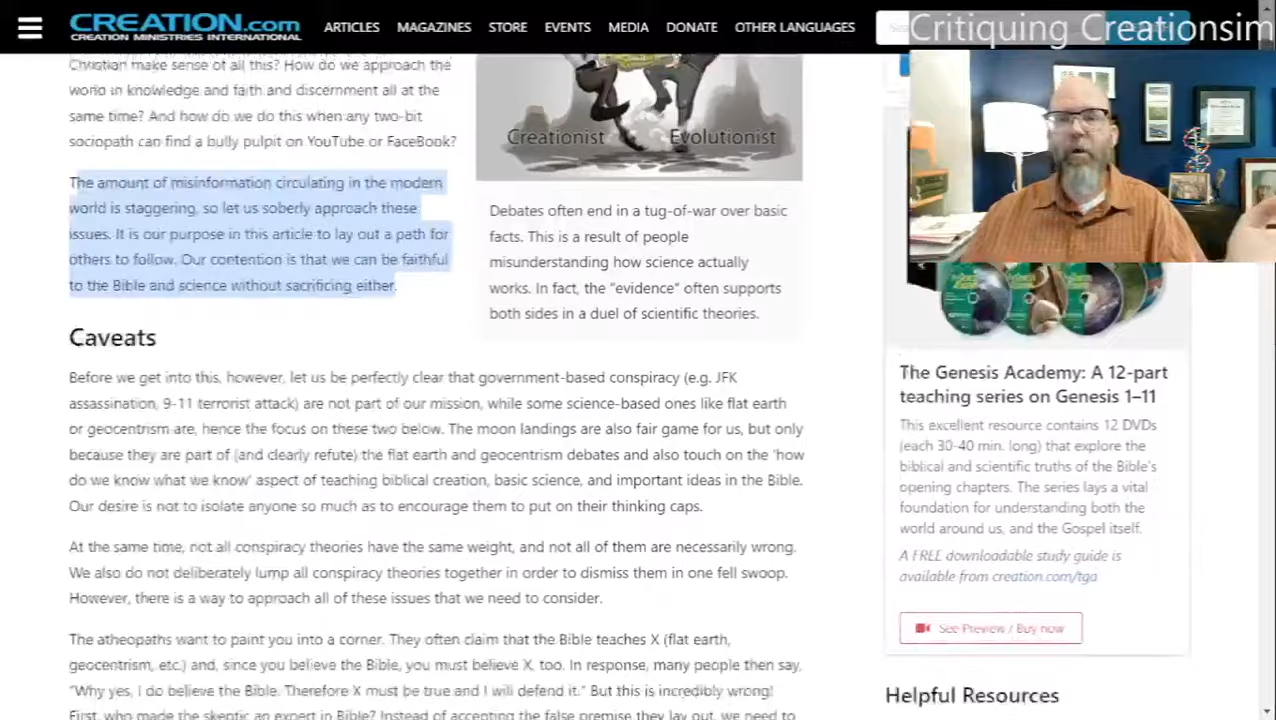 CREATION.com
CREATION MINISTRIES INTERNATIONAL
ARTICLES
MAGAZINES
STORE
EVENTS
MEDIA
DONATE
OTHER LANGUAGES
Critiquing Creationsim
Christian make sense of all this? How do we approach the
world in knowledge and faith and discernment all at the
same time? And how do we do this when any two-bit
sociopath can find a bully pulpit on YouTube or FaceBook?
The amount of misinformation circulating in the modern
world is staggering, so let us soberly approach these
issues. It is our purpose in this article to lay out a path for
others to follow. Our contention is that we can be faithful
to the Bible and science without sacrificing either.
Creationist
Evolutionist
Debates often end in a tug-of-war over basic
facts. This is a result of people
misunderstanding how science actually
works. In fact, the "evidence" often supports
both sides in a duel of scientific theories.
Caveats
Before we get into this, however, let us be perfectly clear that government-based conspiracy (e.g. JFK
assassination, 9-11 terrorist attack) are not part of our mission, while some science-based ones like flat earth
or geocentrism are, hence the focus on these two below. The moon landings are also fair game for us, but only
because they are part of (and clearly refute) the flat earth and geocentrism debates and also touch on the 'how
do we know what we know' aspect of teaching biblical creation, basic science, and important ideas in the Bible.
Our desire is not to isolate anyone so much as to encourage them to put on their thinking caps.
At the same time, not all conspiracy theories have the same weight, and not all of them are necessarily wrong.
We also do not deliberately lump all conspiracy theories together in order to dismiss them in one fell swoop.
However, there is a way to approach all of these issues that we need to consider.
The atheopaths want to paint you into corner. They often claim that the Bible teaches X (flat earth,
geocentrism, etc.) and, since you believe the Bible, you must believe X, too. In response, many people then say,
"Why yes, I do believe the Bible. Therefore X must be true and I will defend it." But this is incredibly wrong!
First, who made the skeptic an expert in Bible? Instead of accepting the false premise they lay out, we need to
The Genesis Academy: A 12-part
teaching series on Genesis 1–11
This excellent resource contains 12 DVDs
(each 30-40 min. long) that explore the
biblical and scientific truths of the Bible's
opening chapters. The series lays a vital
foundation for understanding both the
world around us, and the Gospel itself.
A FREE downloadable study guide is
available from creation.com/tga
See Preview / Buy now
Helpful Resources